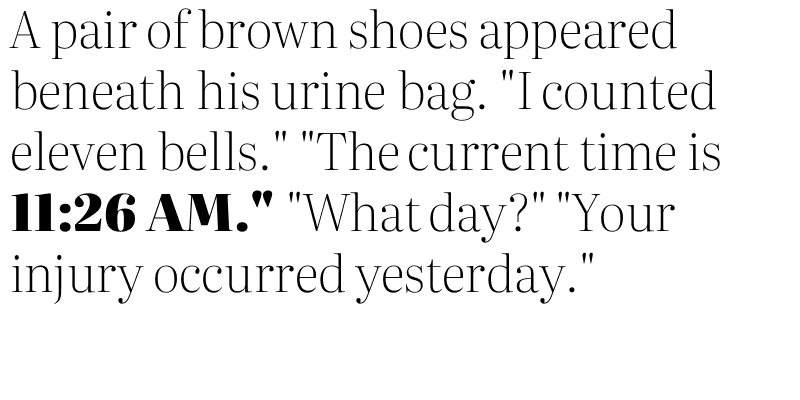 A pair of brown shoes appeared
beneath his urine bag. "I counted
eleven bells." "The current time is
11:26 AM." "What day?" "Your
injury occurred yesterday."